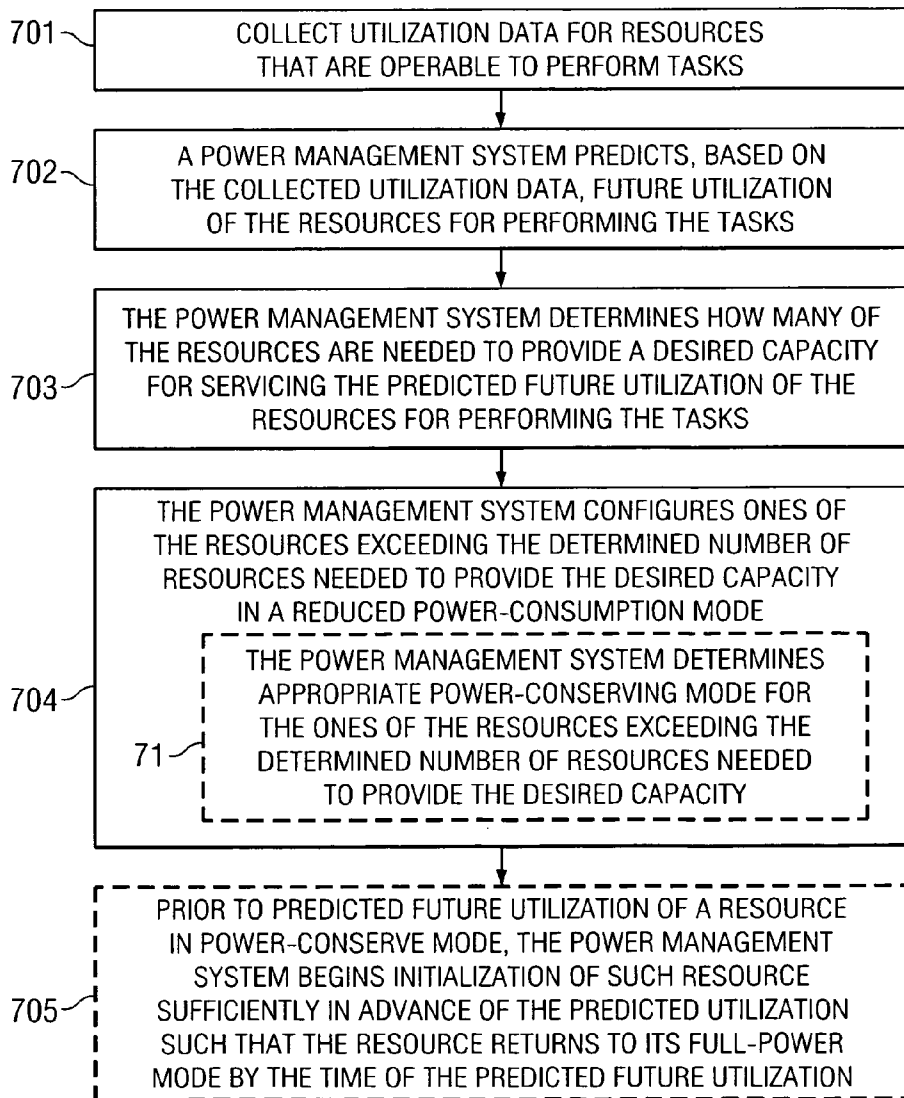 701
COLLECT UTILIZATION DATA FOR RESOURCES
THAT ARE OPERABLE TO PERFORM TASKS
702
A POWER MANAGEMENT SYSTEM PREDICTS, BASED ON
THE COLLECTED UTILIZATION DATA, FUTURE UTILIZATION
OF THE RESOURCES FOR PERFORMING THE TASKS
703
THE POWER MANAGEMENT SYSTEM DETERMINES HOW MANY OF
THE RESOURCES ARE NEEDED TO PROVIDE A DESIRED CAPACITY
FOR SERVICING THE PREDICTED FUTURE UTILIZATION OF THE
RESOURCES FOR PERFORMING THE TASKS
704
THE POWER MANAGEMENT SYSTEM CONFIGURES ONES OF
THE RESOURCES EXCEEDING THE DETERMINED NUMBER OF
RESOURCES NEEDED TO PROVIDE THE DESIRED CAPACITY
IN A REDUCED POWER-CONSUMPTION MODE
71
THE POWER MANAGEMENT SYSTEM DETERMINES
APPROPRIATE POWER-CONSERVING MODE FOR
THE ONES OF THE RESOURCES EXCEEDING THE
DETERMINED NUMBER OF RESOURCES NEEDED
TO PROVIDE THE DESIRED CAPACITY
705
PRIOR TO PREDICTED FUTURE UTILIZATION OF A RESOURCE
IN POWER-CONSERVE MODE, THE POWER MANAGEMENT
SYSTEM BEGINS INITIALIZATION OF SUCH RESOURCE
SUFFICIENTLY IN ADVANCE OF THE PREDICTED UTILIZATION
SUCH THAT THE RESOURCE RETURNS TO ITS FULL-POWER
MODE BY THE TIME OF THE PREDICTED FUTURE UTILIZATION